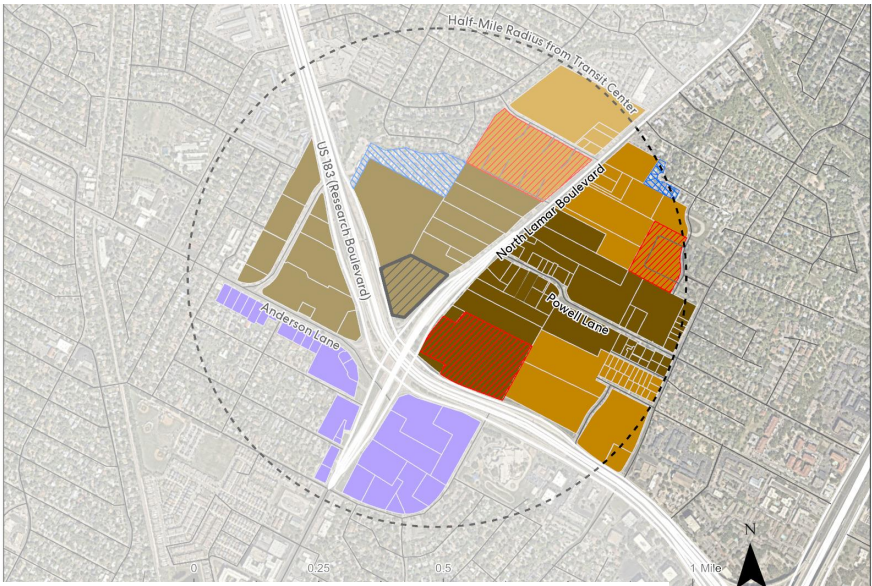 Half-Mile Radius from Transit Center
US 183 (Research Boulevard)
North Lamar Boulevard
Powell Lane
Anderson Lane
N
0 0.25 0.5 1 Mile